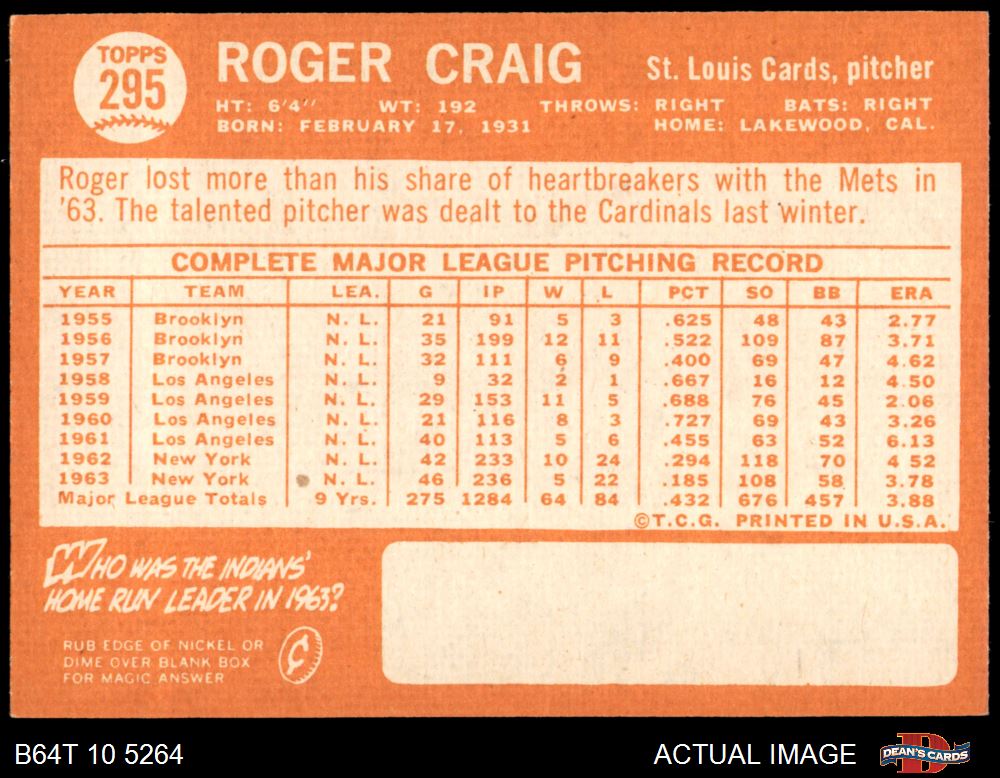 TOPPS
295
ROGER CRAIG
St. Louis Cards, pitcher
HT: 6'4" WT: 192 THROWS: RIGHT BATS: RIGHT
BORN: FEBRUARY 17, 1931 HOME: LAKEWOOD, CAL.
Roger lost more than his share of heartbreakers with the Mets in
'63. The talented pitcher was dealt to the Cardinals last winter.
COMPLETE MAJOR LEAGUE PITCHING RECORD
YEAR TEAM LEA. G IP W L PCT SO BB ERA
1955 Brooklyn N. L. 21 91 5 3 .625 48 43 2.77
1956 Brooklyn N. L. 35 199 12 11 .522 109 87 3.71
1957 Brooklyn N. L. 32 111 6 9 .400 69 47 4.62
1958 Los Angeles N. L. 9 32 2 1 .667 16 12 4.50
1959 Los Angeles N. L. 29 153 11 5 .688 76 45 2.06
1960 Los Angeles N. L. 21 116 8 3 .727 69 43 3.26
1961 Los Angeles N. L. 40 113 5 6 .455 63 52 6.13
1962 New York N. L. 42 233 10 24 .294 118 70 4 52
1963 New York N. L. 46 236 5 22 .185 108 58 3.78
Major League Totals 9 Yrs. 275 1284 64 84 .432 676 457 3.88
©T.C.G. PRINTED IN U.S.A.
WHO WAS THE INDIANS'
HOME RUN LEADER IN 1963?
RUB EDGE OF NICKEL OR
DIME OVER BLANK BOX
FOR MAGIC ANSWER
¢
B64T 10 5264
ACTUAL IMAGE
D
DEAN'S CARDS